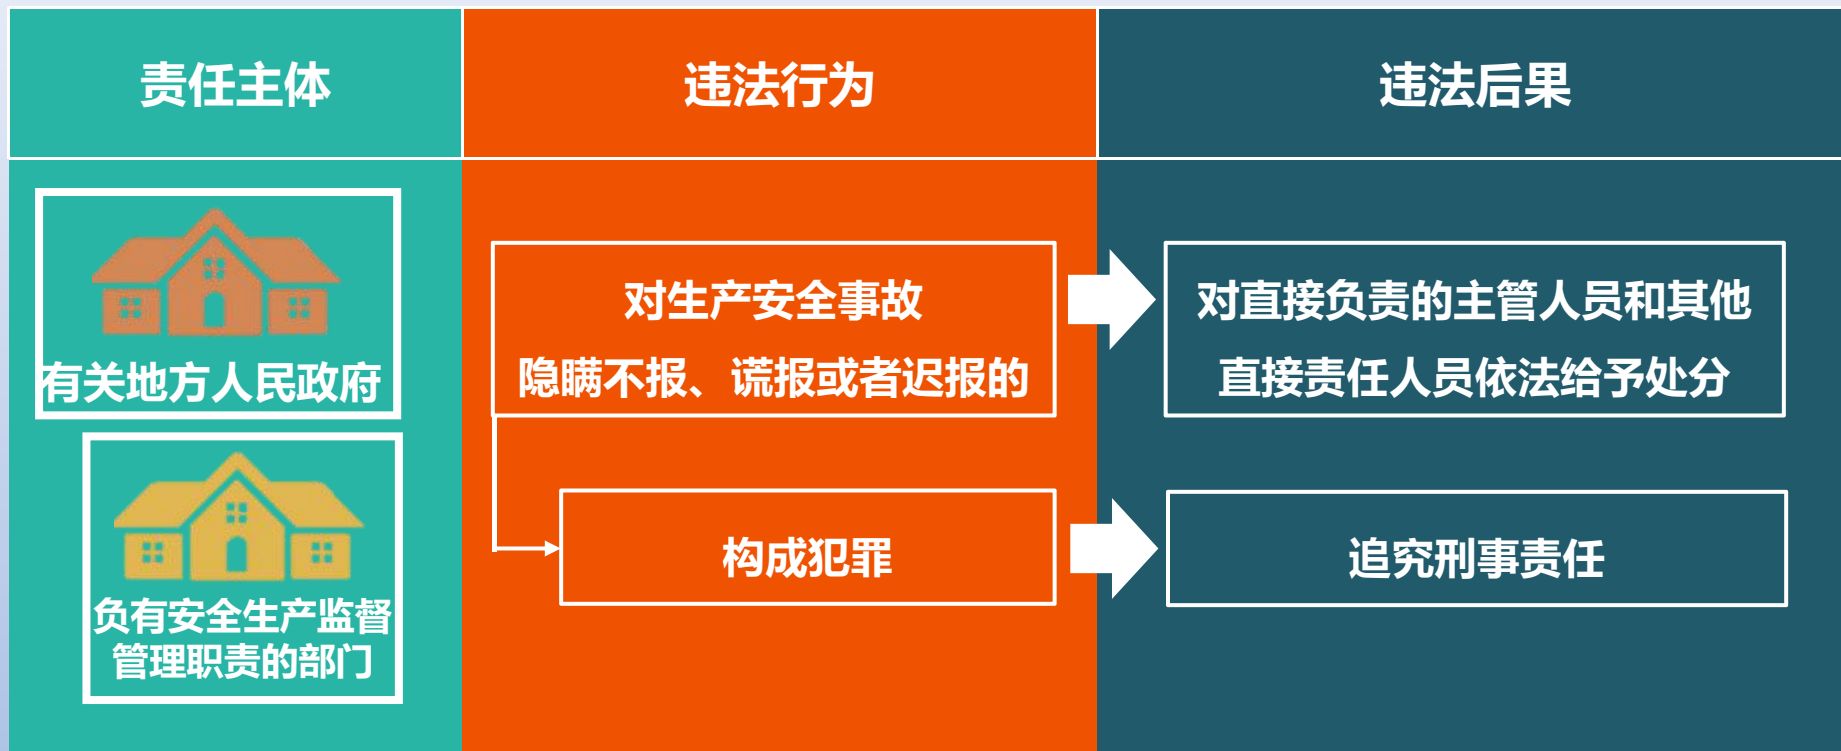 责任主体
违法行为
违法后果
有关地方人民政府
负有安全生产监督
管理职责的部门
对生产安全事故
隐瞒不报、谎报或者迟报的
构成犯罪
对直接负责的主管人员和其他
直接责任人员依法给予处分
追究刑事责任